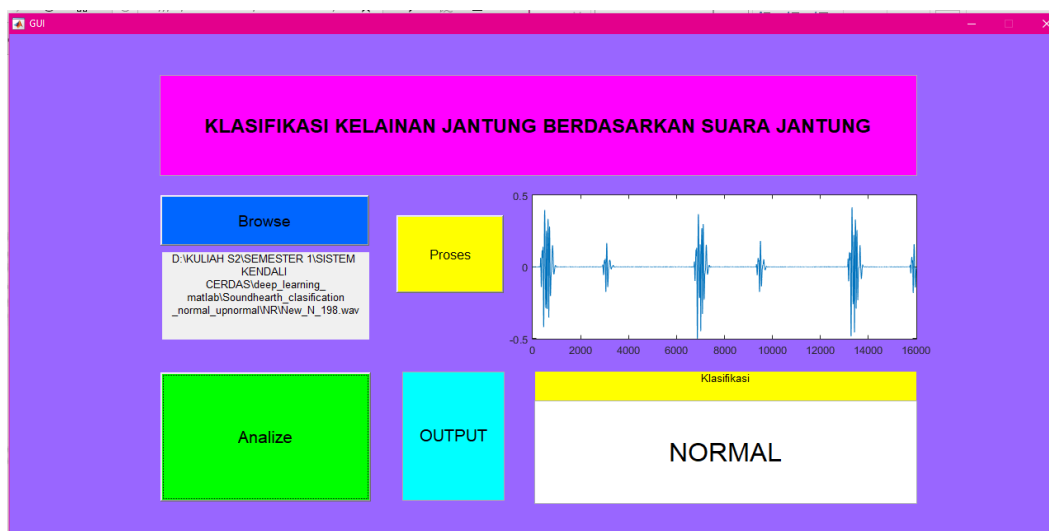 GUI
KLASIFIKASI KELAINAN JANTUNG BERDASARKAN SUARA JANTUNG
Browse
D:\KULIAH S2\SEMESTER 1\SISTEM
KENDALI
CERDAS\deep_learning_
matlab\Soundhearth_clasification
_normal_upnormal\NR\New_N_198.wav
Proses
0.5
0
-0.5
0 2000 4000 6000 8000 10000 12000 14000 16000
Analize
OUTPUT
Klasifikasi
NORMAL